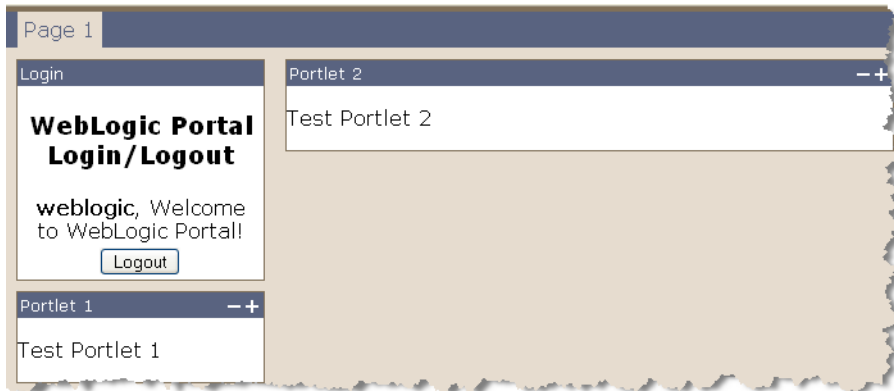 Page 1
Login
WebLogic Portal
Login/Logout
weblogic, Welcome
to WebLogic Portal!
Logout
Portlet 1
Test Portlet 1
Portlet 2
Test Portlet 2